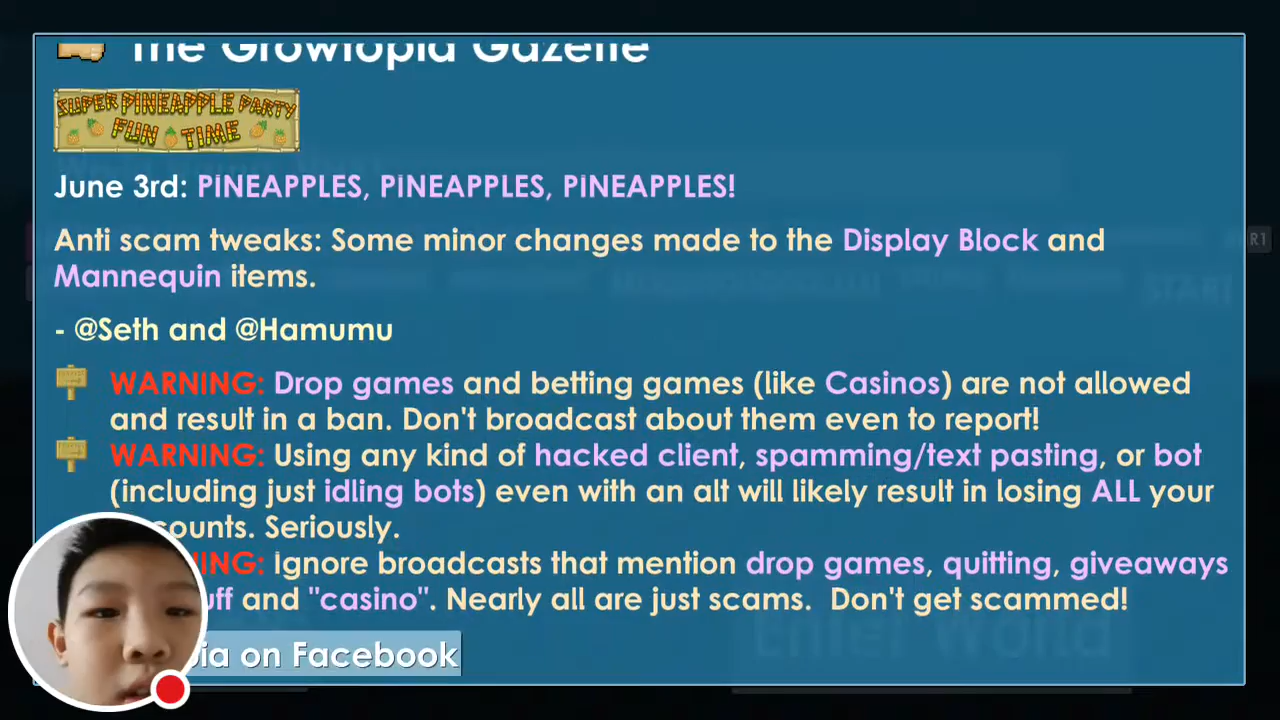 The Growtopia Gazette
SUPER PINEAPPLE PARTY
FUN TIME
June 3rd: PINEAPPLES, PINEAPPLES, PINEAPPLES!
Anti scam tweaks: Some minor changes made to the Display Block and
Mannequin items.
- @Seth and @Hamumu
WARNING: Drop games and betting games (like Casinos) are not allowed
and result in a ban. Don't broadcast about them even to report!
WARNING: Using any kind of hacked client, spamming/text pasting, or bot
(including just idling bots) even with an alt will likely result in losing ALL your
counts. Seriously.
NING: Ignore broadcasts that mention drop games, quitting, giveaways
uff and "casino". Nearly all are just scams. Don't get scammed!
pia on Facebook
START
Enter World